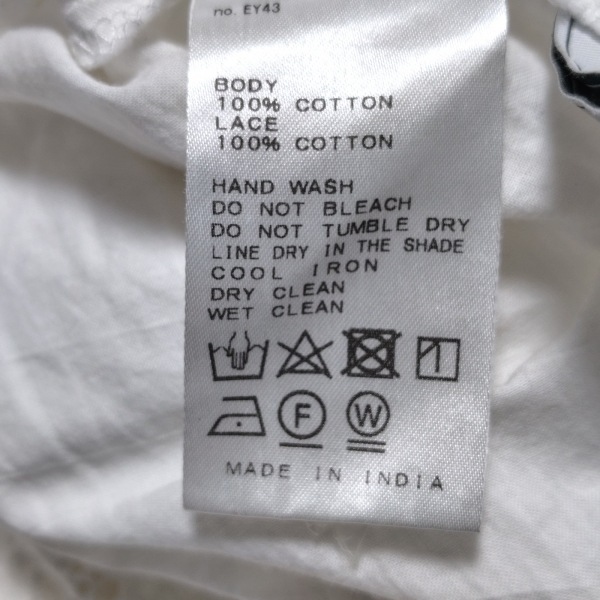 no. EY43
BODY
100% COTTON
LACE
100% COTTON
HAND WASH
DO NOT BLEACH
DO NOT TUMBLE DRY
LINE DRY IN THE SHADE
COOL IRON
DRY CLEAN
WET CLEAN
F W
MADE IN INDIA